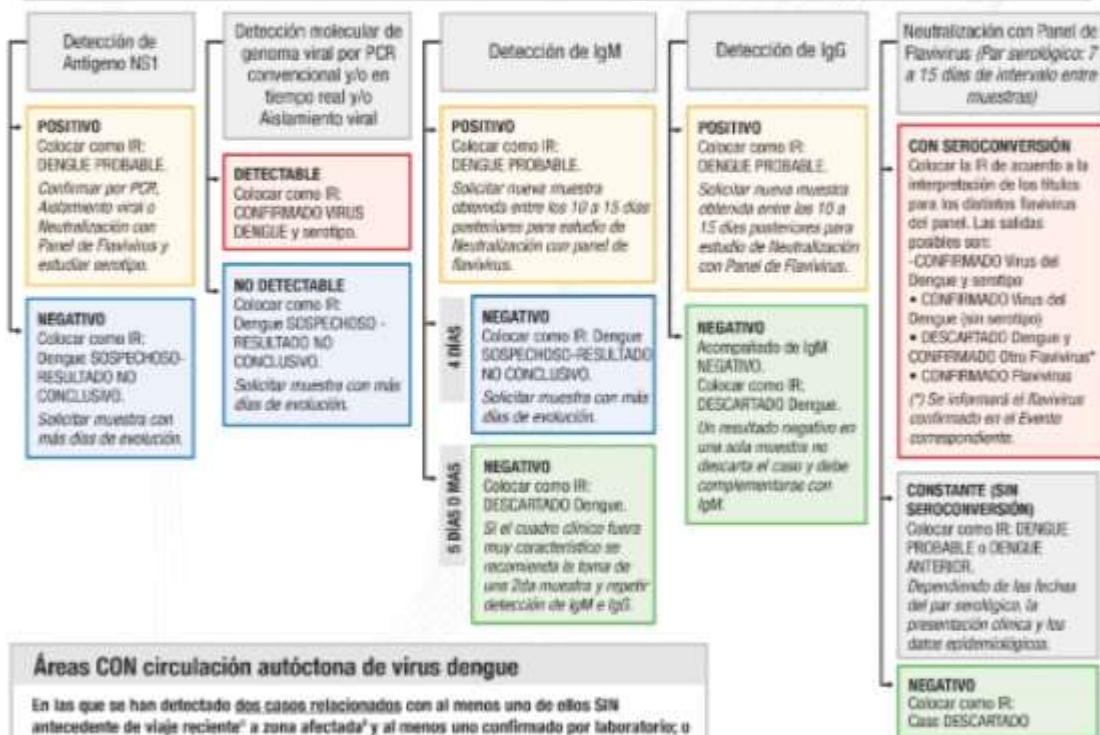 Detección de
Antígeno NS1
POSITIVO
Colocar como IR:
DENGUE PROBABLE.
Confirmar por PCR,
Aislamiento viral o
Neutralización con
Panel de Flavivirus y
estudiar serotipo.
NEGATIVO
Colocar como IR:
Dengue SOSPECHOSO-
RESULTADO NO
CONCLUSIVO.
Solicitar muestra con
más días de evolución.
Detección molecular de
genoma viral por PCR
convencional y/o en
tiempo real y/o
Aislamiento viral
DETECTABLE
Colocar como IR:
CONFIRMADO VIRUS
DENGUE y serotipo.
NO DETECTABLE
Colocar como IR:
Dengue SOSPECHOSO -
RESULTADO NO
CONCLUSIVO.
Solicitar muestra con más
días de evolución.
Detección de IgM
POSITIVO
Colocar como IR:
DENGUE PROBABLE.
Solicitar nueva muestra
obtenida entre los 10 a 15 días
posteriores para estudio de
Neutralización con panel de
flavivirus.
4 DÍAS
NEGATIVO
Colocar como IR: Dengue
SOSPECHOSO-RESULTADO
NO CONCLUSIVO.
Solicitar muestra con más
días de evolución.
5 DÍAS O MAS
NEGATIVO
Colocar como IR:
DESCARTADO Dengue.
Si el cuadro clínico fuera
muy característico se
recomienda la toma de
una 2da muestra y repetir
detección de IgM e IgG.
Detección de IgG
POSITIVO
Colocar como IR:
DENGUE PROBABLE.
Solicitar nueva muestra
obtenida entre los 10 a
15 días posteriores para
estudio de Neutralización
con Panel de Flavivirus.
NEGATIVO
Acompañado de IgM
NEGATIVO.
Colocar como IR:
DESCARTADO Dengue.
Un resultado negativo en
una sola muestra no
descarta el caso y debe
complementarse con
IgM.
Neutralización con Panel de
Flavivirus (Par serológico: 7
a 15 días de intervalo entre
muestras)
CON SEROCONVERSIÓN
Colocar la IR de acuerdo a la
interpretación de los títulos
para los distintos flavivirus
del panel. Las salidas
posibles son:
-CONFIRMADO Virus del
Dengue y serotipo
• CONFIRMADO Virus del
Dengue (sin serotipo)
• DESCARTADO Dengue y
CONFIRMADO Otro Flavivirus*
• CONFIRMADO Flavivirus
(*) Se informará el flavivirus
confirmado en el Evento
correspondiente.
CONSTANTE (SIN
SEROCONVERSIÓN)
Colocar como IR: DENGUE
PROBABLE o DENGUE
ANTERIOR.
Dependiendo de las fechas
del par serológico, la
presentación clínica y los
datos epidemiológicos.
NEGATIVO
Colocar como IR:
Caso DESCARTADO
Áreas CON circulación autóctona de virus dengue
En las que se han detectado dos casos relacionados con al menos uno de ellos SIN
antecedente de viaje reciente a zona afectada y al menos uno confirmado por laboratorio; o